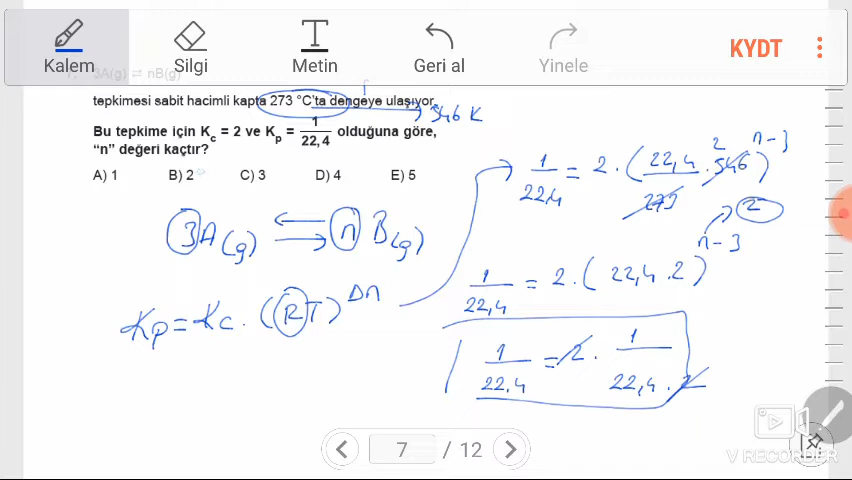 Kalem
Silgi
Metin
Geri al
Yinele
KYDT
3A(g) ⇌ nB(g)
tepkimesi sabit hacimli kapta 273 °C'ta dengeye ulaşıyor.
546 K
Bu tepkime için Kc = 2 ve Kp = 1/22,4 olduğuna göre,
"n" değeri kaçtır?
A) 1 B) 2 C) 3 D) 4 E) 5
3A(g) ⇌ n B(g)
Kp = Kc . (RT)^Δn
1/22,4 = 2 . (22,4/273 . 546)^n-3
2
2
1/22,4 = 2 . (22,4 . 2)^n-3
1/22,4 = 2 . 1/22,4 . 2
7 / 12
V RECORDER